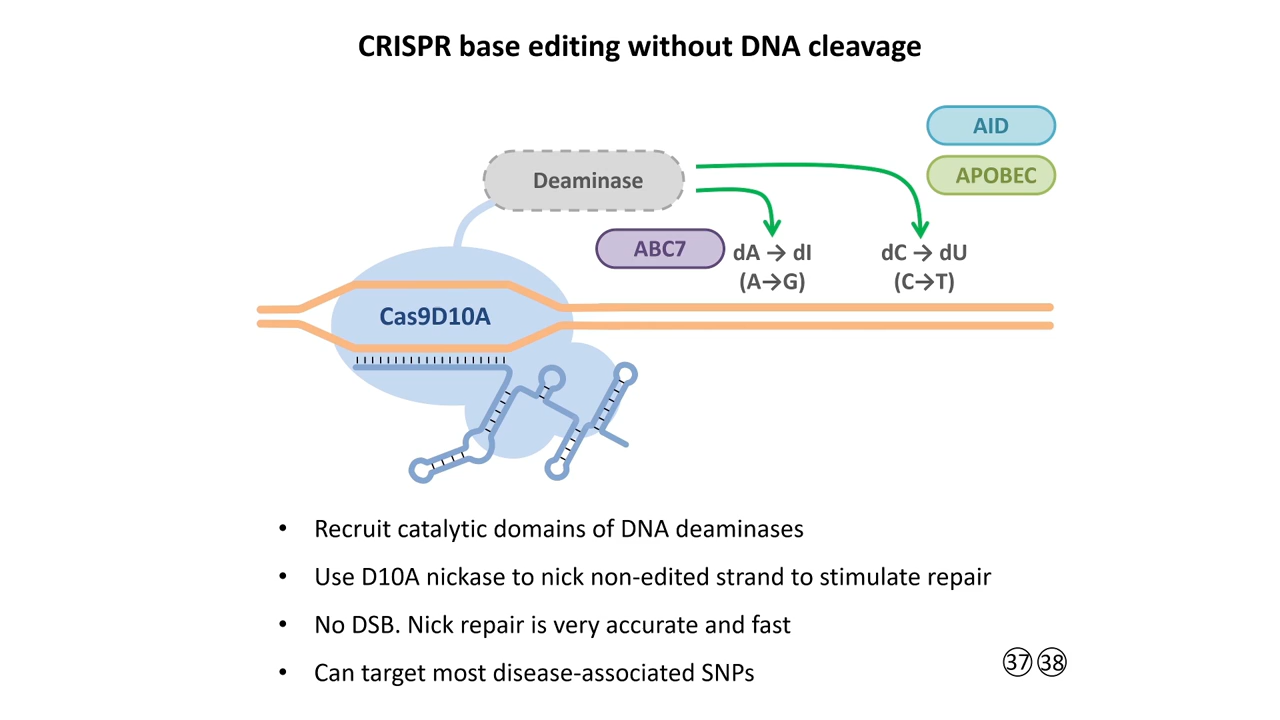 CRISPR base editing without DNA cleavage
AID
APOBEC
Deaminase
ABC7
dA → dI
(A→G)
dC → dU
(C→T)
Cas9D10A
• Recruit catalytic domains of DNA deaminases
• Use D10A nickase to nick non-edited strand to stimulate repair
• No DSB. Nick repair is very accurate and fast
• Can target most disease-associated SNPs
37 38